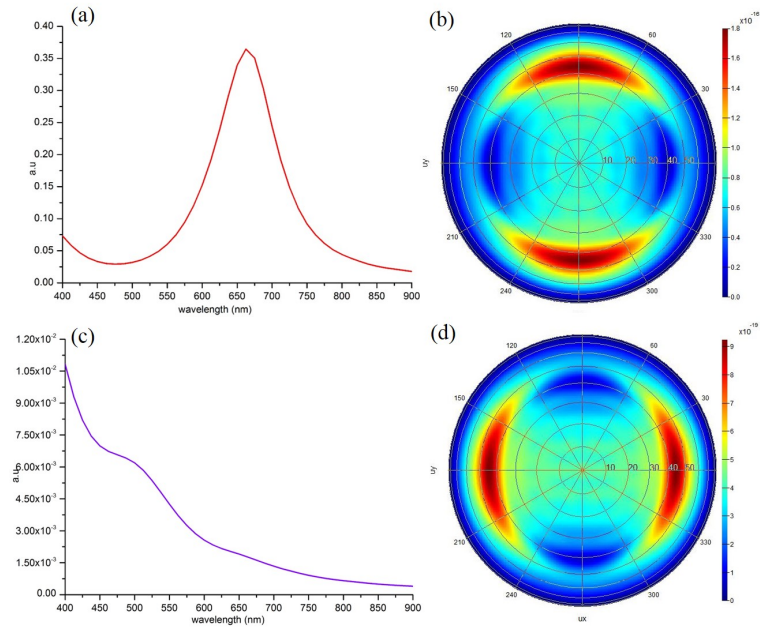 (a)
0.40
0.35
0.30
0.25
0.20
0.15
0.10
0.05
0.00
a.u
400 450 500 550 600 650 700 750 800 850 900
wavelength (nm)
(b)
120 60
150 30
10 20 30 40 50
210 330
240 300
uy
x10⁻¹⁶
1.8
1.6
1.4
1.2
1.0
0.8
0.6
0.4
0.2
0.0
(c)
1.20x10⁻²
1.05x10⁻²
9.00x10⁻³
7.50x10⁻³
6.00x10⁻³
4.50x10⁻³
3.00x10⁻³
1.50x10⁻³
0.00
a.u
400 450 500 550 600 650 700 750 800 850 900
wavelength (nm)
(d)
120 60
150 30
10 20 30 40 50
210 330
240 300
uy
ux
x10⁻¹⁹
9
8
7
6
5
4
3
2
1
0